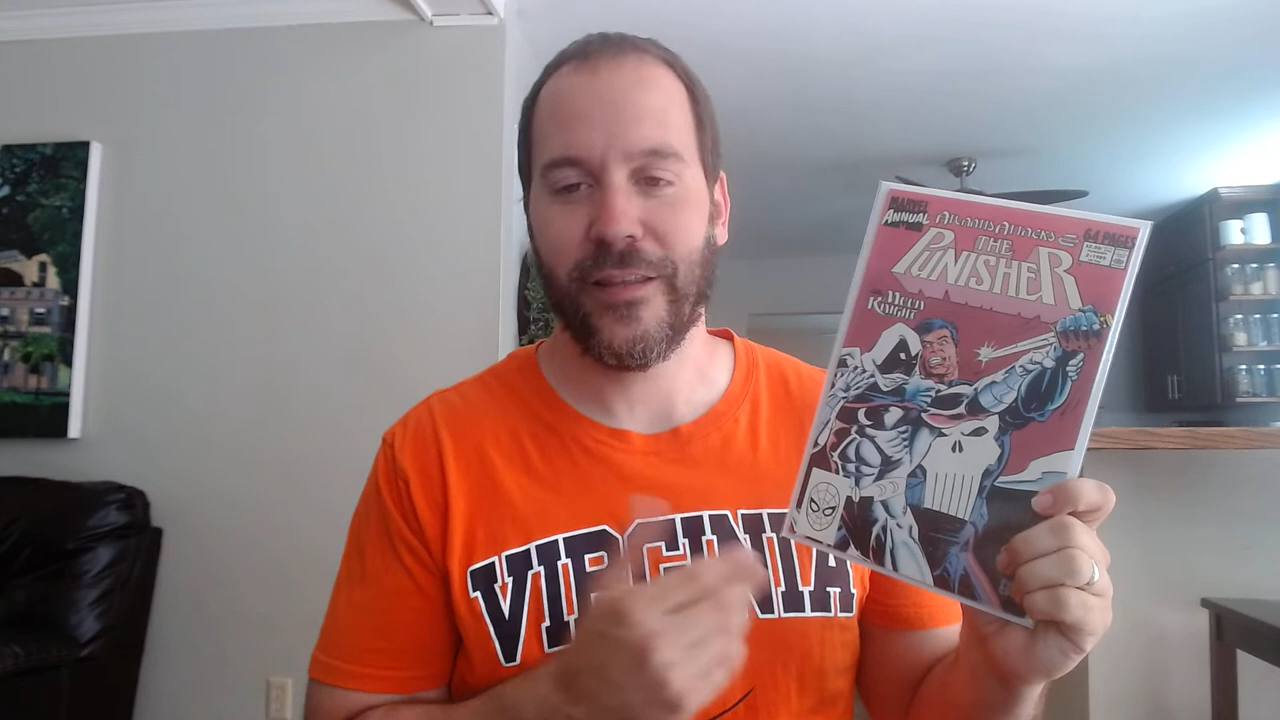 MARVEL
ANNUAL
ATLANTIS ATTACKS
64 PAGES
THE
PUNISHER
MOON
KNIGHT
VIRGINIA